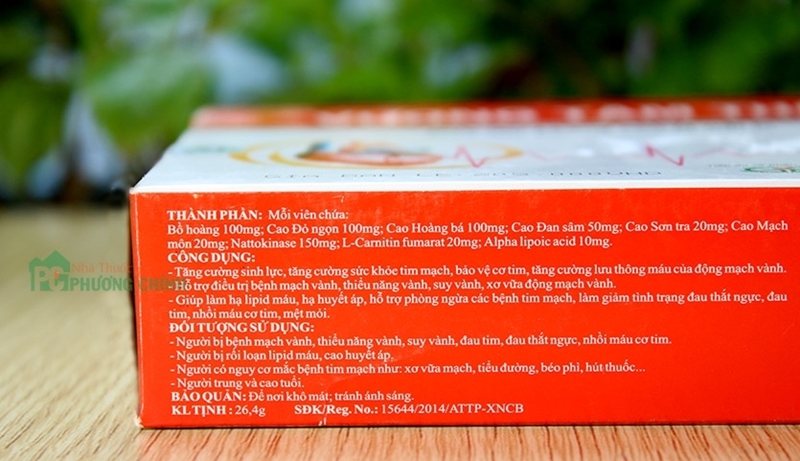 THÀNH PHẦN: Mỗi viên chứa:
Bồ hoàng 100mg; Cao Đỏ ngọn 100mg; Cao Hoàng bá 100mg; Cao Đan sâm 50mg; Cao Sơn tra 20mg; Cao Mạch
môn 20mg; Nattokinase 150mg; L-Carnitin fumarat 20mg; Alpha lipoic acid 10mg.
CÔNG DỤNG:
- Tăng cường sinh lực, tăng cường sức khỏe tim mạch, bảo vệ cơ tim, tăng cường lưu thông máu của động mạch vành.
- Hỗ trợ điều trị bệnh mạch vành, thiểu năng vành, suy vành, xơ vữa động mạch vành.
- Giúp làm hạ lipid máu, hạ huyết áp, hỗ trợ phòng ngừa các bệnh tim mạch, làm giảm tình trạng đau thắt ngực, đau
tim, nhồi máu cơ tim, mệt mỏi.
ĐỐI TƯỢNG SỬ DỤNG:
- Người bị bệnh mạch vành, thiểu năng vành, suy vành, đau tim, đau thắt ngực, nhồi máu cơ tim.
- Người bị rối loạn lipid máu, cao huyết áp.
- Người có nguy cơ mắc bệnh tim mạch như: xơ vữa mạch, tiểu đường, béo phì, hút thuốc...
- Người trung và cao tuổi.
BẢO QUẢN: Để nơi khô mát; tránh ánh sáng.
KL TỊNH: 26,4g SĐK/Reg. No.: 15644/2014/ATTP-XNCB
PG Nhà Thuốc
PHƯƠNG CHÍNH